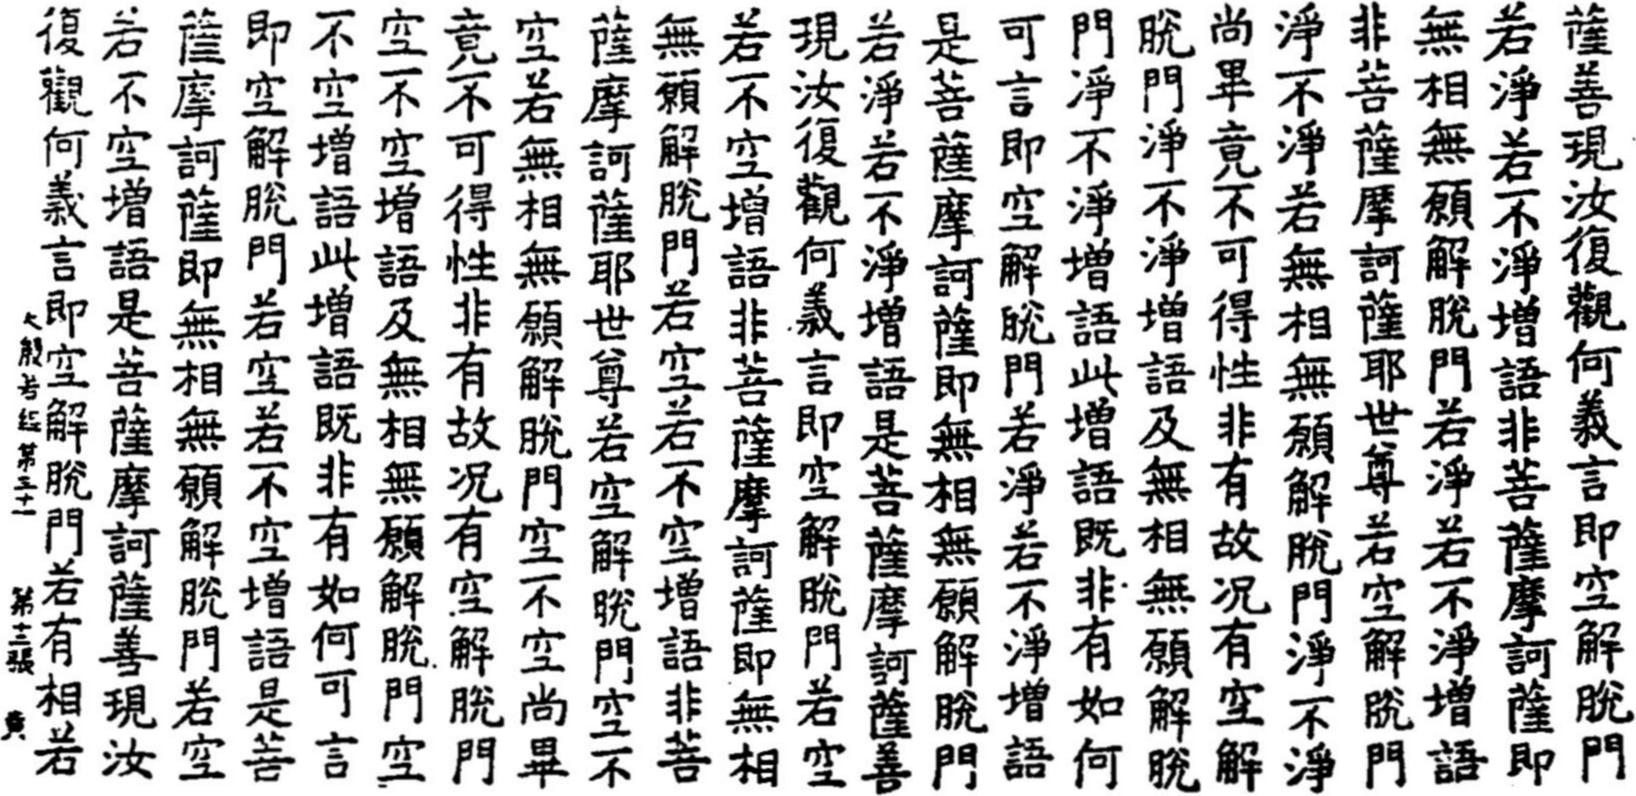 薩善現汝復觀何義言即空解脫門
若淨若不淨增語非菩薩摩訶薩即
無相無願解脫門若淨若不淨增語
非菩薩摩訶薩耶世尊若空解脫門
淨不淨若無相無願解脫門淨不淨
尚畢竟不可得性非有故况有空解
脫門淨不淨增語及無相無願解脫
門淨不淨增語此增語既非有如何
可言即空解脫門若淨若不淨增語
是菩薩摩訶薩即無相無願解脫門
若淨若不淨增語是菩薩摩訶薩善
現汝復觀何義言即空解脫門若空
若不空增語非菩薩摩訶薩即無相
無願解脫門若空若不空增語非菩
薩摩訶薩耶世尊若空解脫門空不
空若無相無願解脫門空不空尚畢
竟不可得性非有故况有空解脫門
空不空增語及無相無願解脫門空
不空增語此增語既非有如何可言
即空解脫門若空若不空增語是菩
薩摩訶薩即無相無願解脫門若空
若不空增語是菩薩摩訶薩善現汝
復觀何義言即空解脫門若有相若
大般若經第三十一 第十三張 黄